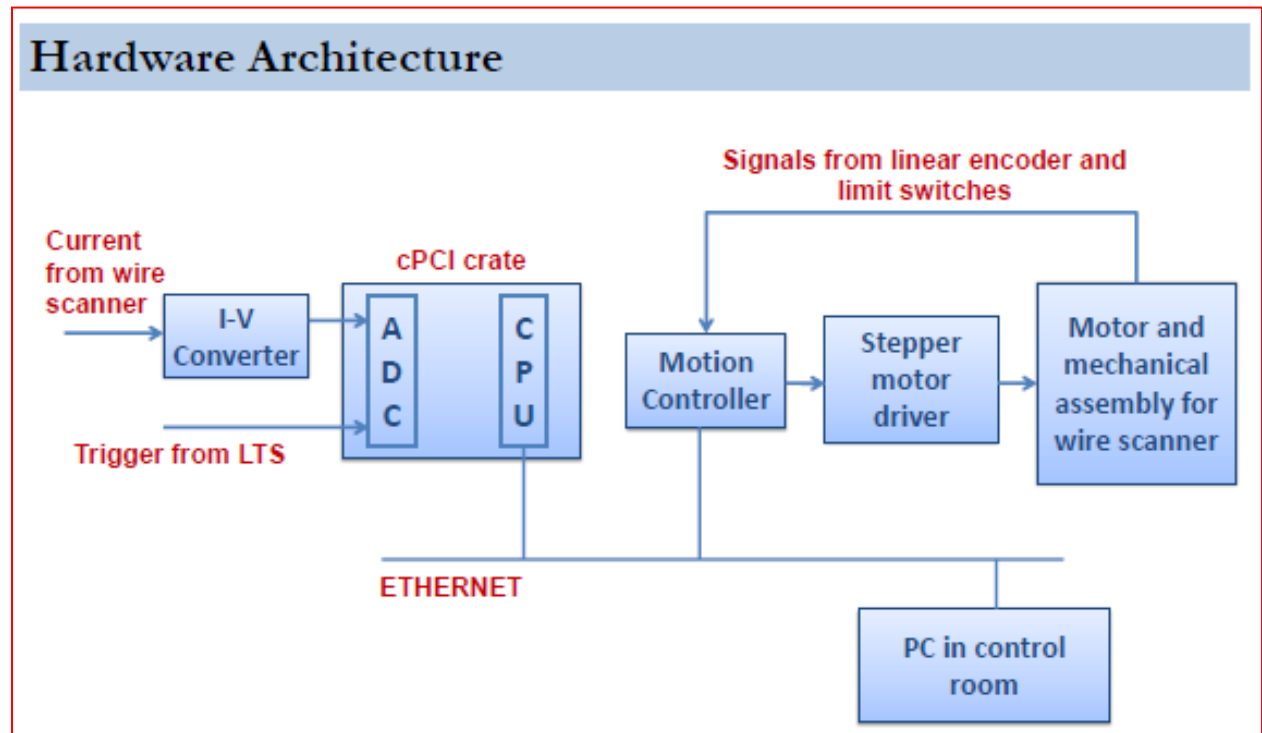 Hardware Architecture
Signals from linear encoder and
limit switches
Current
from wire
scanner
cPCI crate
I-V
Converter
A
D
C
C
P
U
Motion
Controller
Stepper
motor
driver
Motor and
mechanical
assembly for
wire scanner
Trigger from LTS
ETHERNET
PC in control
room